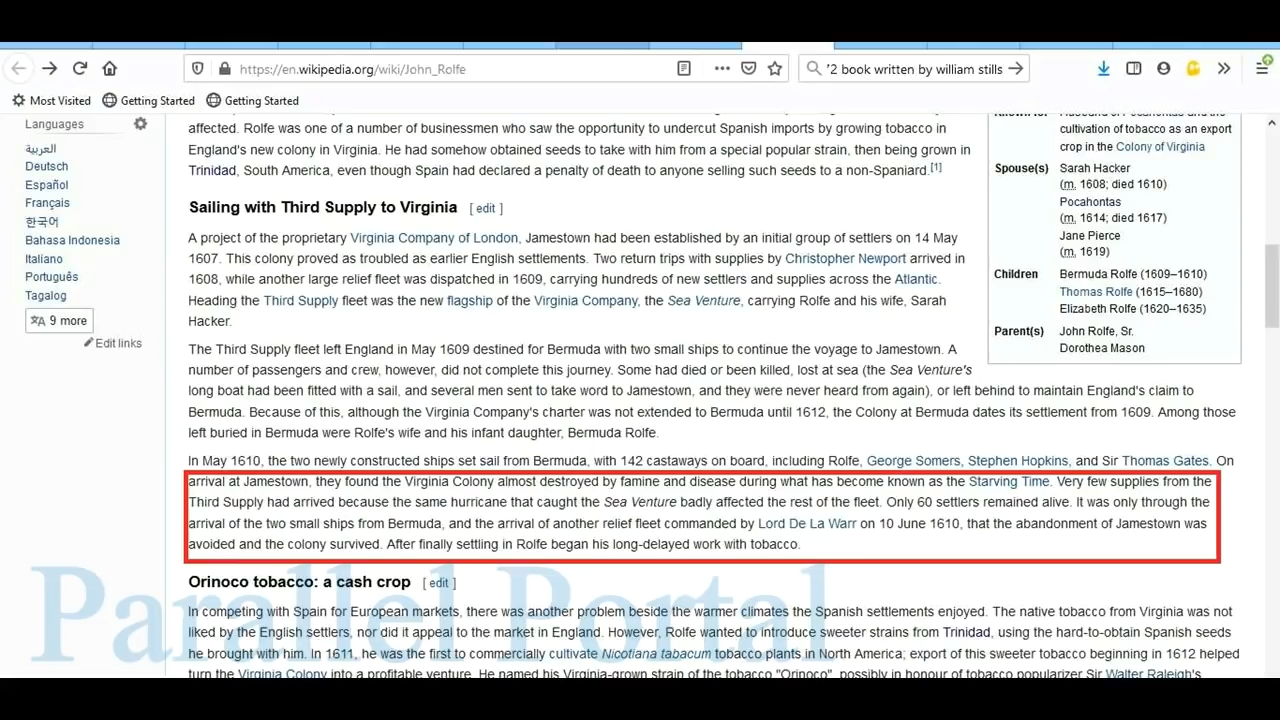 https://en.wikipedia.org/wiki/John_Rolfe
'2 book written by william stills
Most Visited
Getting Started
Getting Started
Languages
العربية
Deutsch
Español
Français
한국어
Bahasa Indonesia
Italiano
Português
Tagalog
9 more
Edit links
affected. Rolfe was one of a number of businessmen who saw the opportunity to undercut Spanish imports by growing tobacco in
England's new colony in Virginia. He had somehow obtained seeds to take with him from a special popular strain, then being grown in
Trinidad, South America, even though Spain had declared a penalty of death to anyone selling such seeds to a non-Spaniard.[1]
Sailing with Third Supply to Virginia [ edit ]
A project of the proprietary Virginia Company of London, Jamestown had been established by an initial group of settlers on 14 May
1607. This colony proved as troubled as earlier English settlements. Two return trips with supplies by Christopher Newport arrived in
1608, while another large relief fleet was dispatched in 1609, carrying hundreds of new settlers and supplies across the Atlantic.
Heading the Third Supply fleet was the new flagship of the Virginia Company, the Sea Venture, carrying Rolfe and his wife, Sarah
Hacker.
The Third Supply fleet left England in May 1609 destined for Bermuda with two small ships to continue the voyage to Jamestown. A
number of passengers and crew, however, did not complete this journey. Some had died or been killed, lost at sea (the Sea Venture's
long boat had been fitted with a sail, and several men sent to take word to Jamestown, and they were never heard from again), or left behind to maintain England's claim to
Bermuda. Because of this, although the Virginia Company's charter was not extended to Bermuda until 1612, the Colony at Bermuda dates its settlement from 1609. Among those
left buried in Bermuda were Rolfe's wife and his infant daughter, Bermuda Rolfe.
In May 1610, the two newly constructed ships set sail from Bermuda, with 142 castaways on board, including Rolfe, George Somers, Stephen Hopkins, and Sir Thomas Gates. On
arrival at Jamestown, they found the Virginia Colony almost destroyed by famine and disease during what has become known as the Starving Time. Very few supplies from the
Third Supply had arrived because the same hurricane that caught the Sea Venture badly affected the rest of the fleet. Only 60 settlers remained alive. It was only through the
arrival of the two small ships from Bermuda, and the arrival of another relief fleet commanded by Lord De La Warr on 10 June 1610, that the abandonment of Jamestown was
avoided and the colony survived. After finally settling in Rolfe began his long-delayed work with tobacco.
Orinoco tobacco: a cash crop [ edit ]
In competing with Spain for European markets, there was another problem beside the warmer climates the Spanish settlements enjoyed. The native tobacco from Virginia was not
liked by the English settlers, nor did it appeal to the market in England. However, Rolfe wanted to introduce sweeter strains from Trinidad, using the hard-to-obtain Spanish seeds
he brought with him. In 1611, he was the first to commercially cultivate Nicotiana tabacum tobacco plants in North America; export of this sweeter tobacco beginning in 1612 helped
turn the Virginia Colony into a profitable venture. He named his Virginia-grown strain of the tobacco "Orinoco", possibly in honour of tobacco popularizer Sir Walter Raleigh's
cultivation of tobacco as an export
crop in the Colony of Virginia
Spouse(s) Sarah Hacker
(m. 1608; died 1610)
Pocahontas
(m. 1614; died 1617)
Jane Pierce
(m. 1619)
Children Bermuda Rolfe (1609–1610)
Thomas Rolfe (1615–1680)
Elizabeth Rolfe (1620–1635)
Parent(s) John Rolfe, Sr.
Dorothea Mason
Parallel Portal